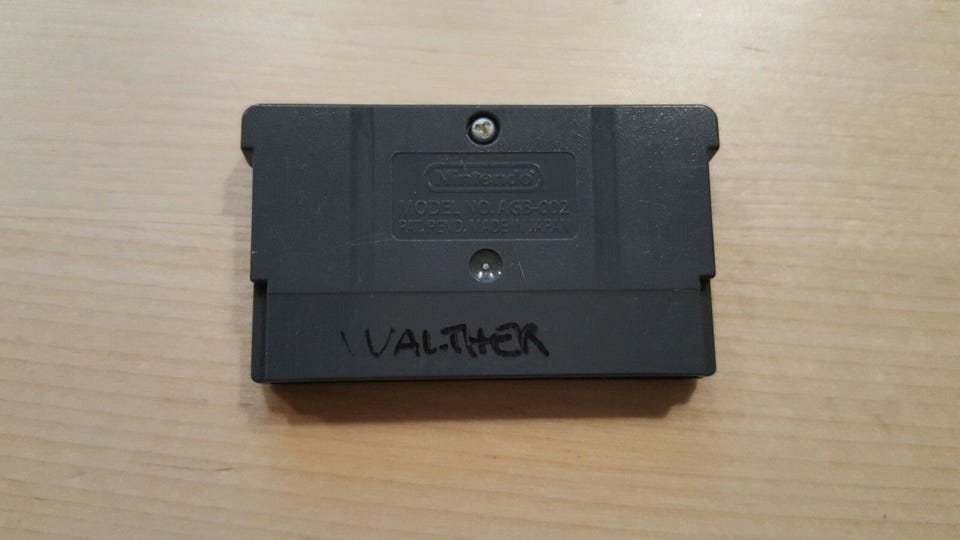 Nintendo
MODEL NO. AGB-002
PAT. PEND. MADE IN JAPAN
WALTHER